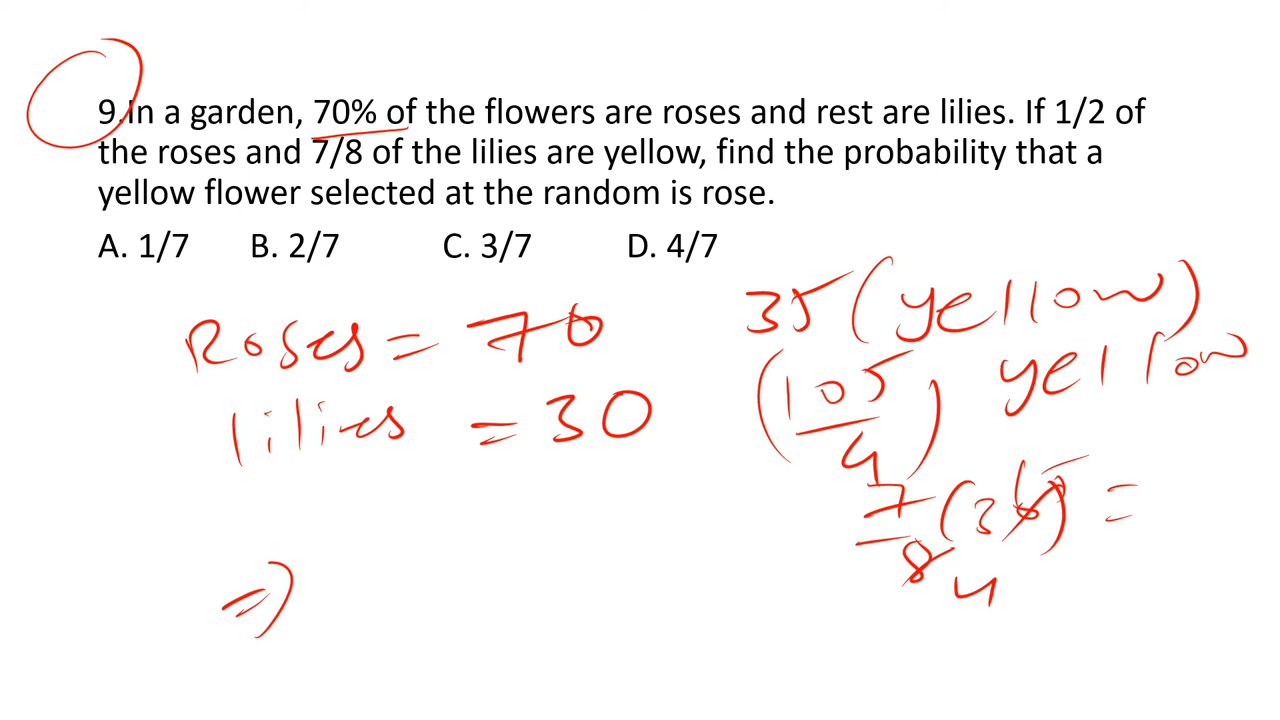 9.In a garden, 70% of the flowers are roses and rest are lilies. If 1/2 of
the roses and 7/8 of the lilies are yellow, find the probability that a
yellow flower selected at the random is rose.
A. 1/7 B. 2/7 C. 3/7 D. 4/7
Roses = 70
35 (yellow)
lilies = 30
(105/4) yellow
7/8 (30) =
15
4
⇒